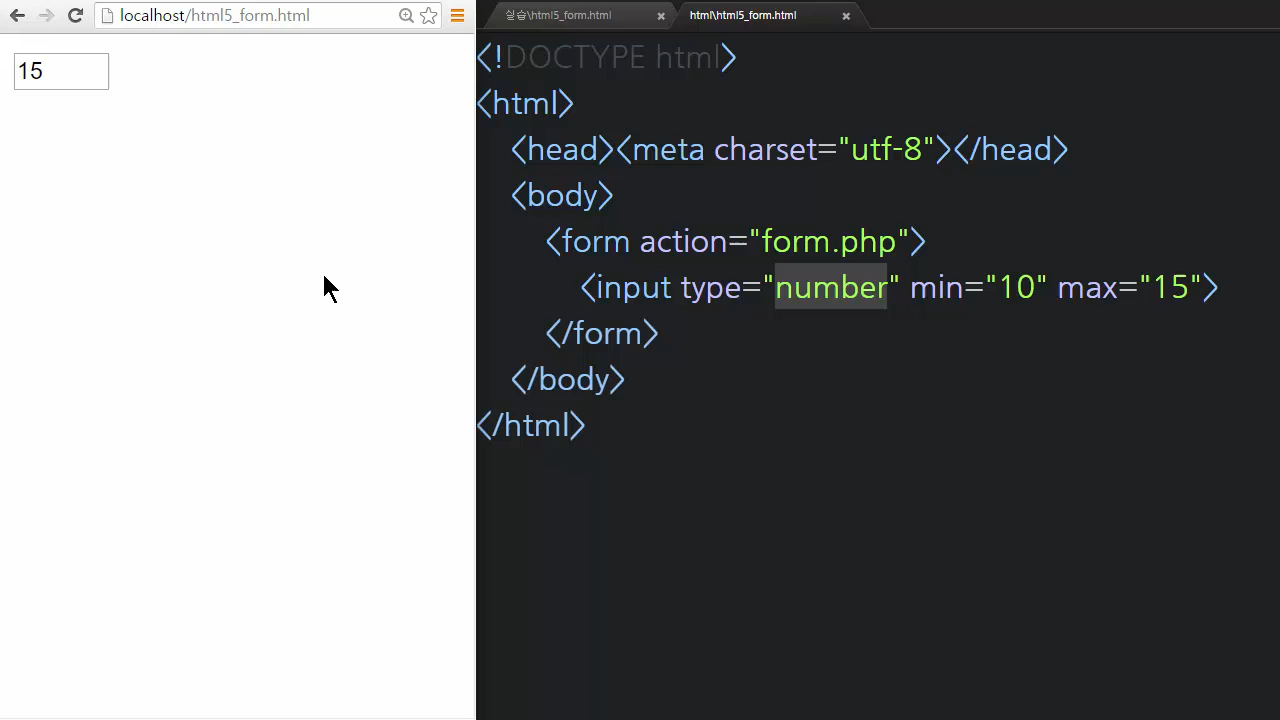 localhost/html5_form.html
실습\html5_form.html
html\html5_form.html
15
<!DOCTYPE html>
<html>
<head><meta charset="utf-8"></head>
<body>
<form action="form.php">
<input type="number" min="10" max="15">
</form>
</body>
</html>